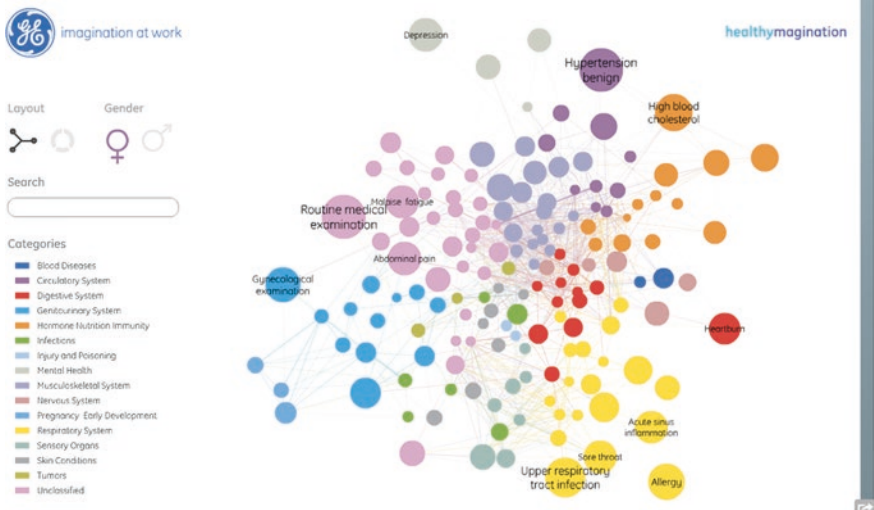 GE
imagination at work
healthymagination
Layout
Gender
Search
Categories
Blood Diseases
Circulatory System
Digestive System
Genitourinary System
Hormone Nutrition Immunity
Infections
Injury and Poisoning
Mental Health
Musculoskeletal System
Nervous System
Pregnancy Early Development
Respiratory System
Sensory Organs
Skin Conditions
Tumors
Unclassified
Depression
Hypertension
benign
High blood
cholesterol
Malaise fatigue
Routine medical
examination
Abdominal pain
Gynecological
examination
Heartburn
Acute sinus
inflammation
Sore throat
Upper respiratory
tract infection
Allergy